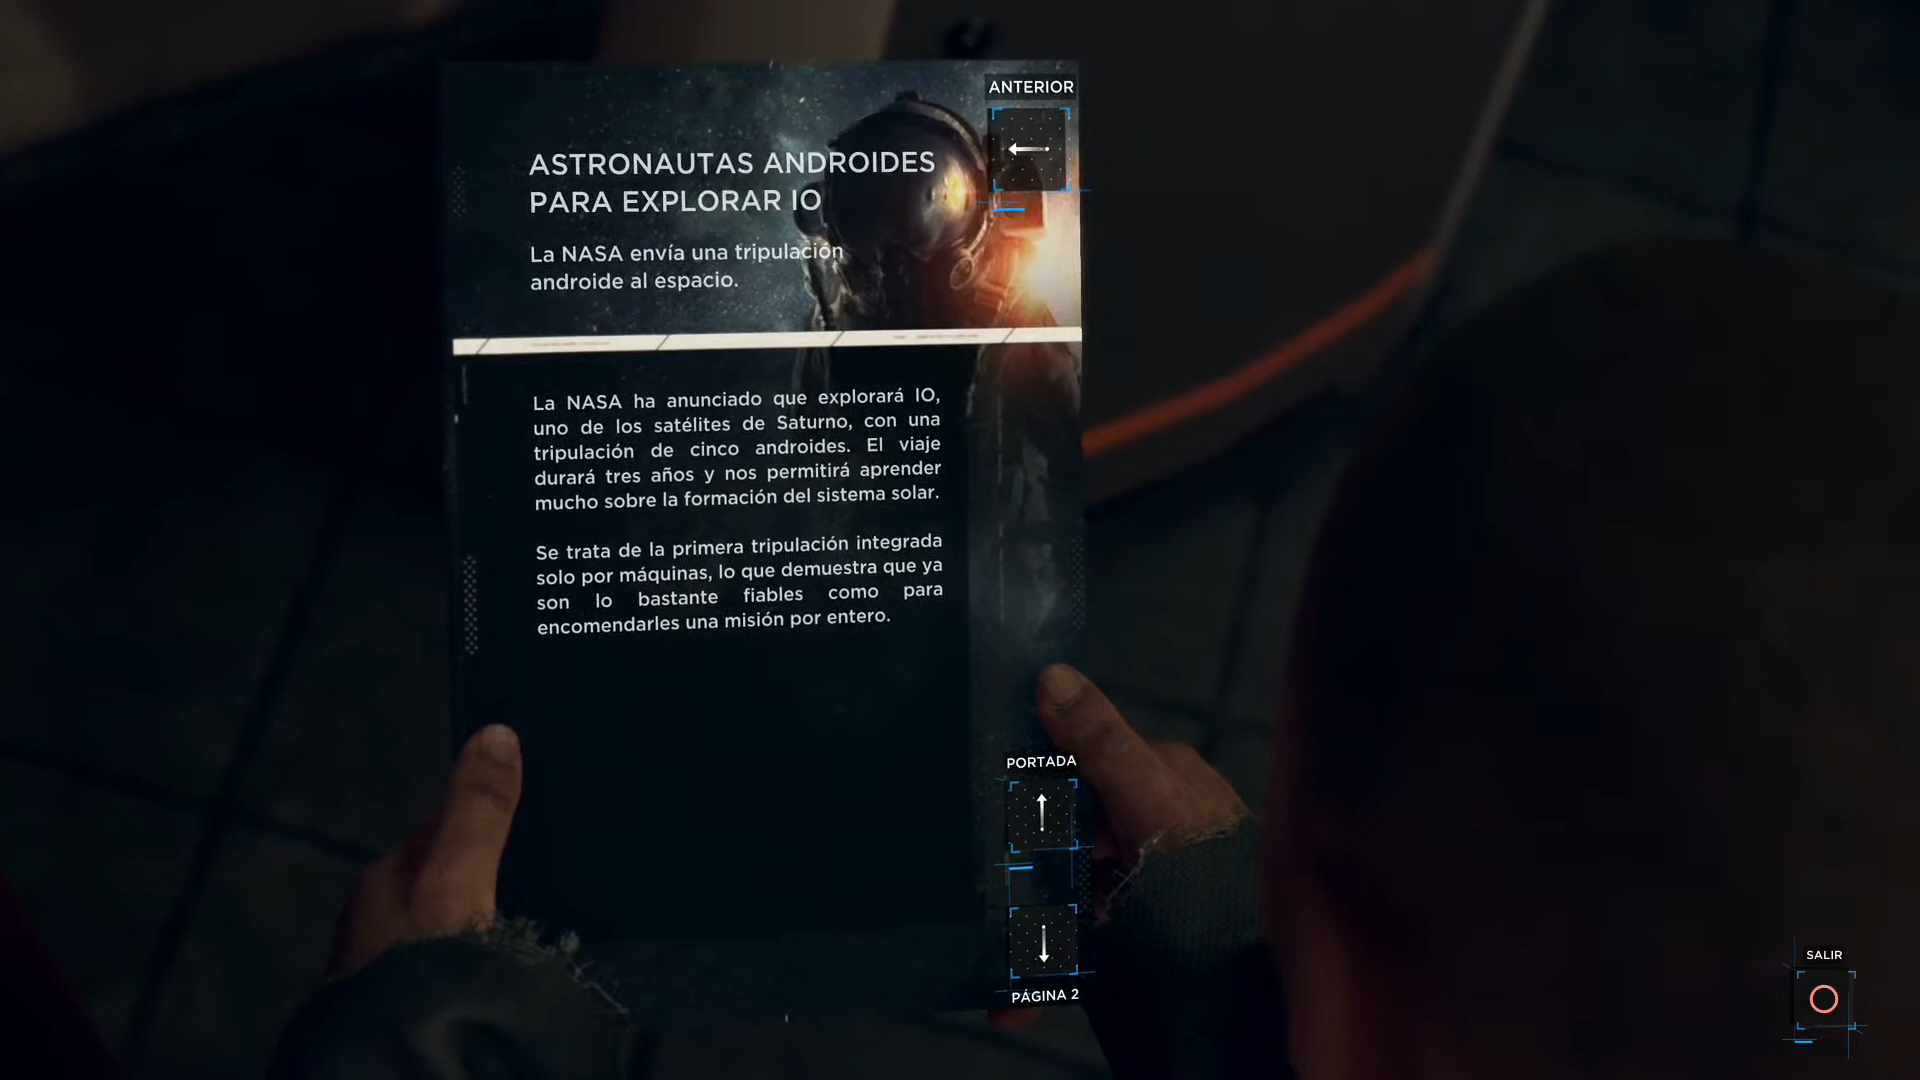 ANTERIOR
ASTRONAUTAS ANDROIDES
PARA EXPLORAR IO
La NASA envía una tripulación
androide al espacio.
La NASA ha anunciado que explorará IO,
uno de los satélites de Saturno, con una
tripulación de cinco androides. El viaje
durará tres años y nos permitirá aprender
mucho sobre la formación del sistema solar.
Se trata de la primera tripulación integrada
solo por máquinas, lo que demuestra que ya
son lo bastante fiables como para
encomendarles una misión por entero.
PORTADA
PÁGINA 2
SALIR